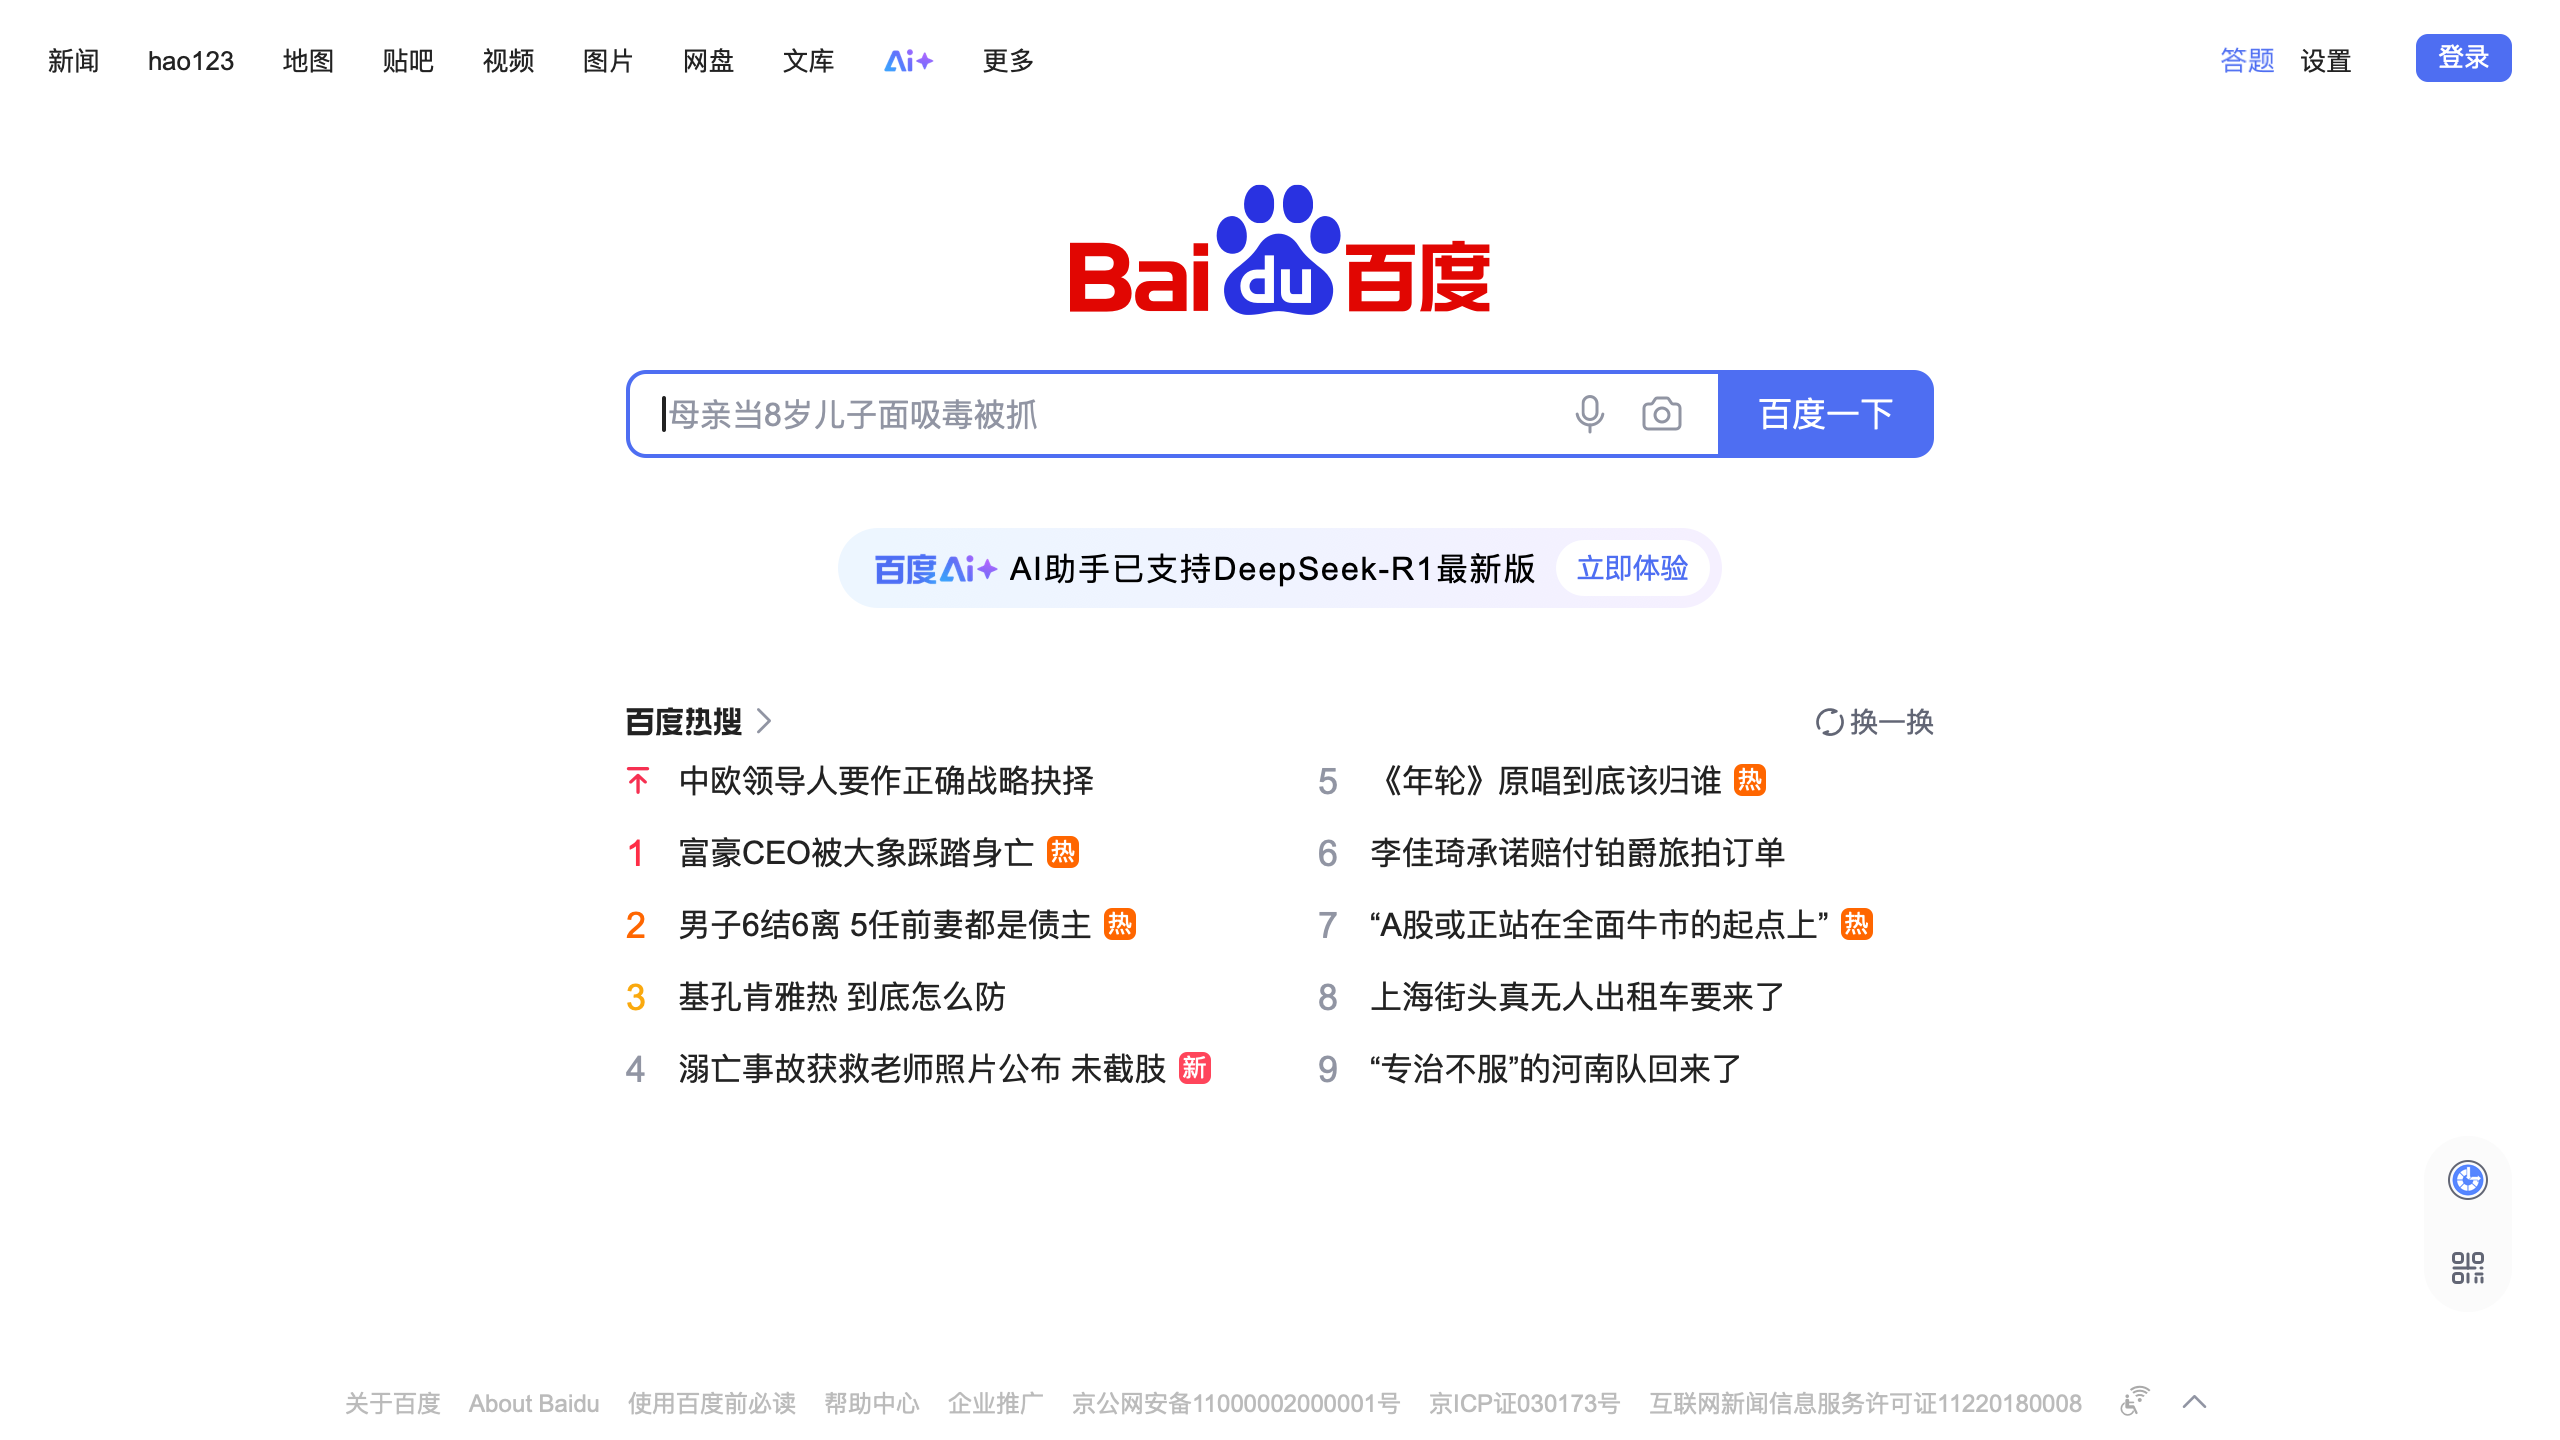 新闻 hao123 地图 贴吧 视频 图片 网盘 文库 Ai 更多 答题 设置 登录
Bai du 百度
母亲当8岁儿子面吸毒被抓 百度一下
百度Ai AI助手已支持DeepSeek-R1最新版 立即体验
百度热搜 换一换
中欧领导人要作正确战略抉择
1 富豪CEO被大象踩踏身亡 热
2 男子6结6离 5任前妻都是债主 热
3 基孔肯雅热 到底怎么防
4 溺亡事故获救老师照片公布 未截肢 新
5 《年轮》原唱到底该归谁 热
6 李佳琦承诺赔付铂爵旅拍订单
7 “A股或正站在全面牛市的起点上” 热
8 上海街头真无人出租车要来了
9 “专治不服”的河南队回来了
关于百度 About Baidu 使用百度前必读 帮助中心 企业推广 京公网安备11000002000001号 京ICP证030173号 互联网新闻信息服务许可证11220180008